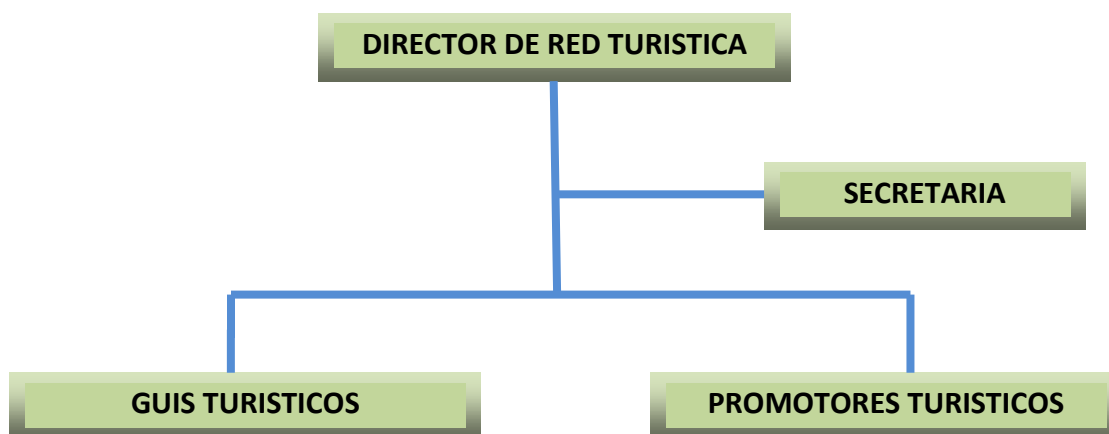 DIRECTOR DE RED TURISTICA
SECRETARIA
GUIS TURISTICOS
PROMOTORES TURISTICOS